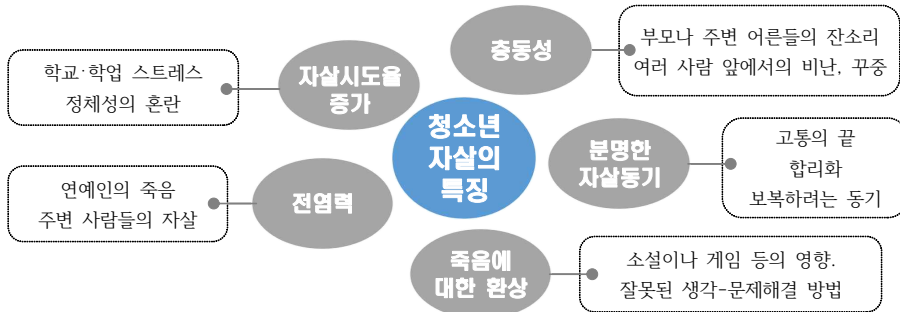 청소년
자살의
특징
충동성
부모나 주변 어른들의 잔소리
여러 사람 앞에서의 비난, 꾸중
자살시도율
증가
학교·학업 스트레스
정체성의 혼란
분명한
자살동기
고통의 끝
합리화
보복하려는 동기
전염력
연예인의 죽음
주변 사람들의 자살
죽음에
대한 환상
소설이나 게임 등의 영향.
잘못된 생각-문제해결 방법